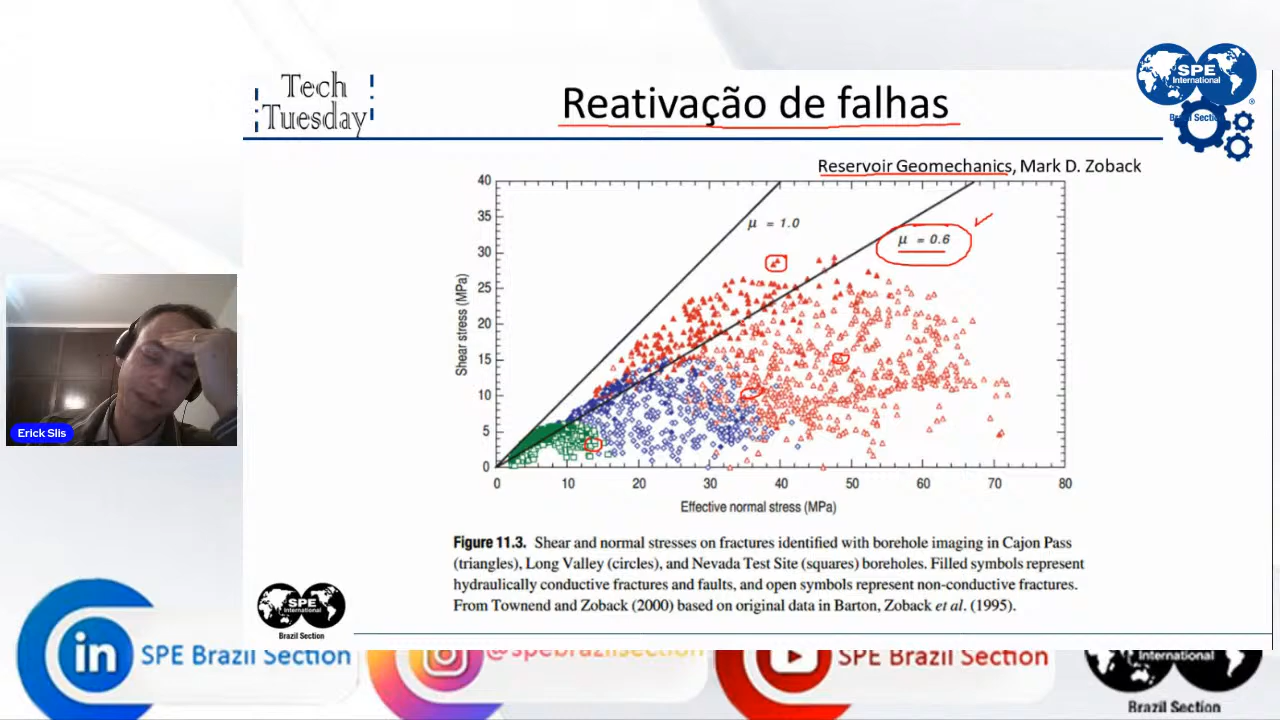 Tech
Tuesday
Reativação de falhas
SPE
International
Brazil Section
Reservoir Geomechanics, Mark D. Zoback
40
35
30
25
20
15
10
5
0
Shear stress (MPa)
μ = 1.0
μ = 0.6
0 10 20 30 40 50 60 70 80
Effective normal stress (MPa)
Erick Slis
Figure 11.3. Shear and normal stresses on fractures identified with borehole imaging in Cajon Pass
(triangles), Long Valley (circles), and Nevada Test Site (squares) boreholes. Filled symbols represent
hydraulically conductive fractures and faults, and open symbols represent non-conductive fractures.
From Townend and Zoback (2000) based on original data in Barton, Zoback et al. (1995).
SPE
International
Brazil Section
in SPE Brazil Section
@spebrazilsection
SPE Brazil Section
International
Brazil Section